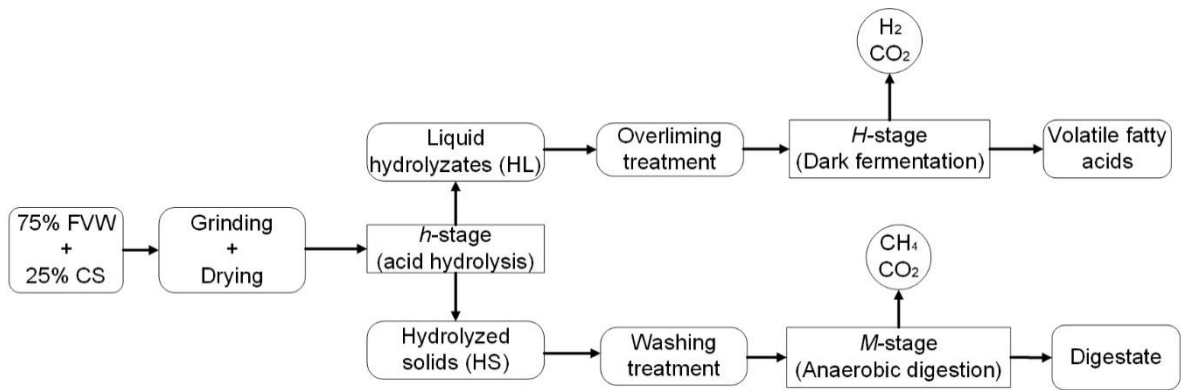 75% FVW
+
25% CS
Grinding
+
Drying
h-stage
(acid hydrolysis)
Liquid
hydrolyzates (HL)
Overliming
treatment
H-stage
(Dark fermentation)
H₂
CO₂
Volatile fatty
acids
Hydrolyzed
solids (HS)
Washing
treatment
M-stage
(Anaerobic digestion)
CH₄
CO₂
Digestate